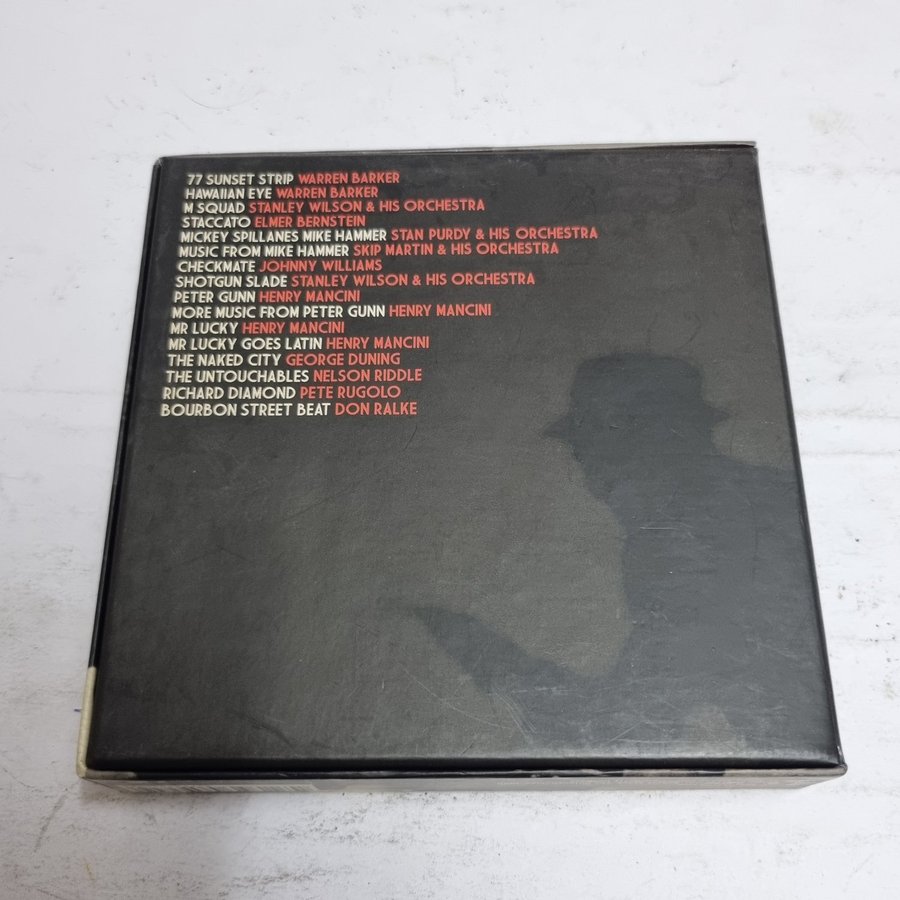 77 SUNSET STRIP WARREN BARKER
HAWAIIAN EYE WARREN BARKER
M SQUAD STANLEY WILSON & HIS ORCHESTRA
STACCATO ELMER BERNSTEIN
MICKEY SPILLANES MIKE HAMMER STAN PURDY & HIS ORCHESTRA
MUSIC FROM MIKE HAMMER SKIP MARTIN & HIS ORCHESTRA
CHECKMATE JOHNNY WILLIAMS
SHOTGUN SLADE STANLEY WILSON & HIS ORCHESTRA
PETER GUNN HENRY MANCINI
MORE MUSIC FROM PETER GUNN HENRY MANCINI
MR LUCKY HENRY MANCINI
MR LUCKY GOES LATIN HENRY MANCINI
THE NAKED CITY GEORGE DUNING
THE UNTOUCHABLES NELSON RIDDLE
RICHARD DIAMOND PETE RUGOLO
BOURBON STREET BEAT DON RALKE